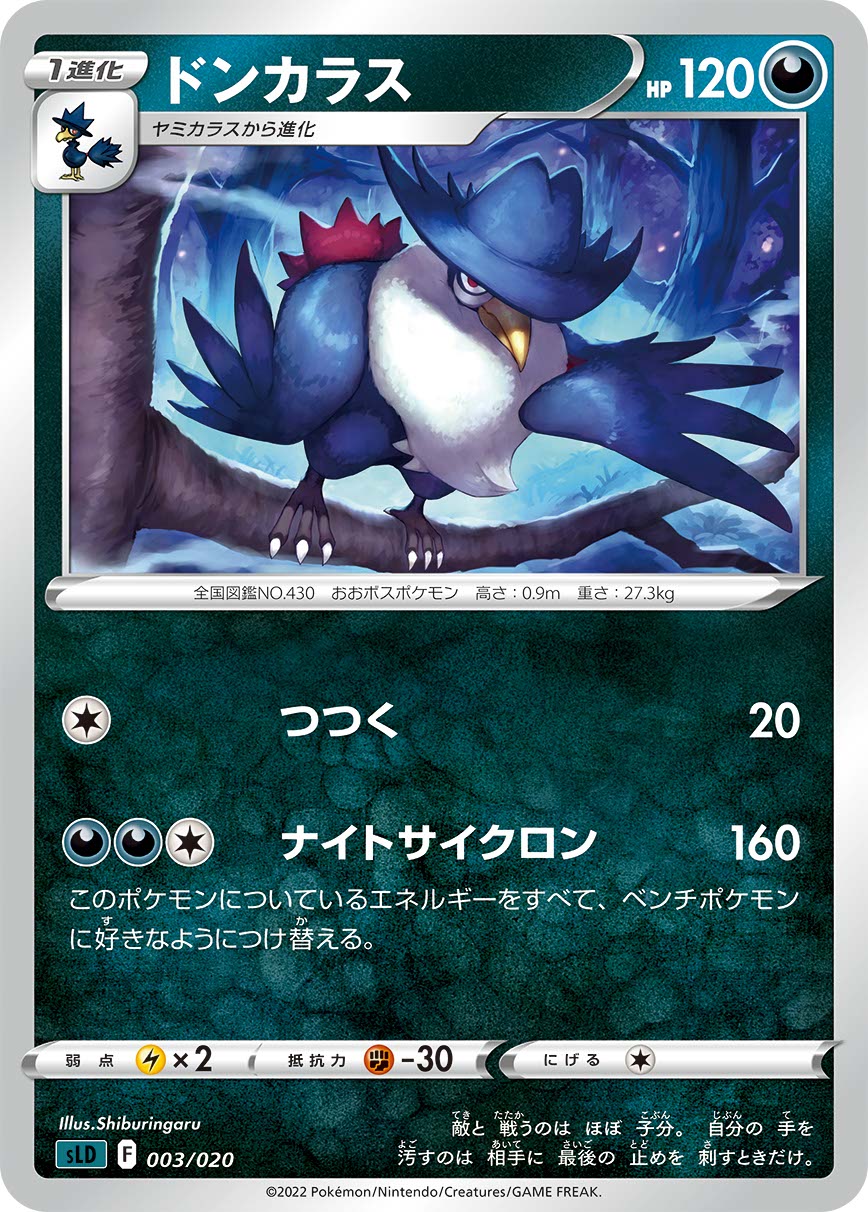 1進化
ドンカラス
HP 120
ヤミカラスから進化
全国図鑑NO.430 おおボスポケモン 高さ：0.9m 重さ：27.3kg
つつく 20
ナイトサイクロン 160
このポケモンについているエネルギーをすべて、ベンチポケモン
に好きなようにつけ替える。
弱点 ×2 抵抗力 -30 にげる
Illus.Shiburingaru
sLD F 003/020
敵と 戦うのは ほぼ 子分。 自分の 手を
汚すのは 相手に 最後の 止めを 刺すときだけ。
©2022 Pokémon/Nintendo/Creatures/GAME FREAK.